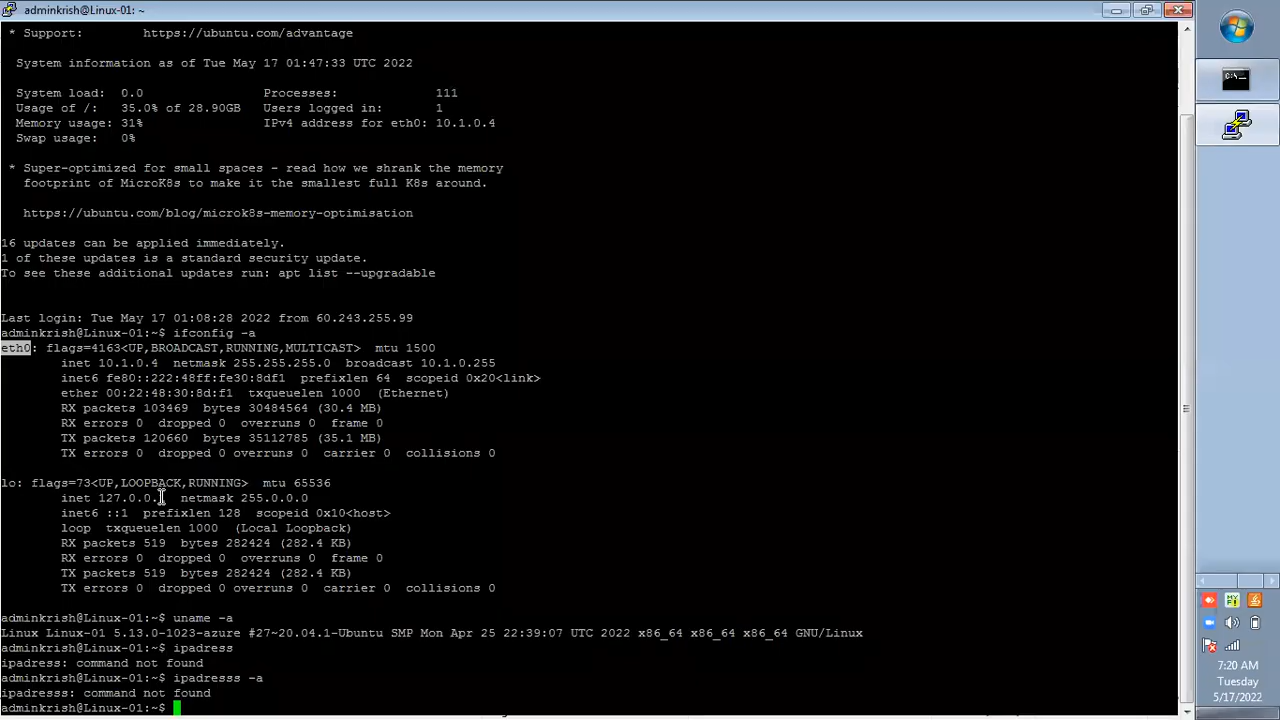 adminkrish@Linux-01: ~
* Support: https://ubuntu.com/advantage
System information as of Tue May 17 01:47:33 UTC 2022
System load: 0.0 Processes: 111
Usage of /: 35.0% of 28.90GB Users logged in: 1
Memory usage: 31% IPv4 address for eth0: 10.1.0.4
Swap usage: 0%
* Super-optimized for small spaces - read how we shrank the memory
footprint of MicroK8s to make it the smallest full K8s around.
https://ubuntu.com/blog/microk8s-memory-optimisation
16 updates can be applied immediately.
1 of these updates is a standard security update.
To see these additional updates run: apt list --upgradable
Last login: Tue May 17 01:08:28 2022 from 60.243.255.99
adminkrish@Linux-01:~$ ifconfig -a
eth0: flags=4163<UP,BROADCAST,RUNNING,MULTICAST> mtu 1500
inet 10.1.0.4 netmask 255.255.255.0 broadcast 10.1.0.255
inet6 fe80::222:48ff:fe30:8df1 prefixlen 64 scopeid 0x20<link>
ether 00:22:48:30:8d:f1 txqueuelen 1000 (Ethernet)
RX packets 103469 bytes 30484564 (30.4 MB)
RX errors 0 dropped 0 overruns 0 frame 0
TX packets 120660 bytes 35112785 (35.1 MB)
TX errors 0 dropped 0 overruns 0 carrier 0 collisions 0
lo: flags=73<UP,LOOPBACK,RUNNING> mtu 65536
inet 127.0.0. netmask 255.0.0.0
inet6 ::1 prefixlen 128 scopeid 0x10<host>
loop txqueuelen 1000 (Local Loopback)
RX packets 519 bytes 282424 (282.4 KB)
RX errors 0 dropped 0 overruns 0 frame 0
TX packets 519 bytes 282424 (282.4 KB)
TX errors 0 dropped 0 overruns 0 carrier 0 collisions 0
adminkrish@Linux-01:~$ uname -a
Linux Linux-01 5.13.0-1023-azure #27~20.04.1-Ubuntu SMP Mon Apr 25 22:39:07 UTC 2022 x86_64 x86_64 x86_64 GNU/Linux
adminkrish@Linux-01:~$ ipadress
ipadress: command not found
adminkrish@Linux-01:~$ ipadresss -a
ipadresss: command not found
adminkrish@Linux-01:~$
7:20 AM
Tuesday
5/17/2022